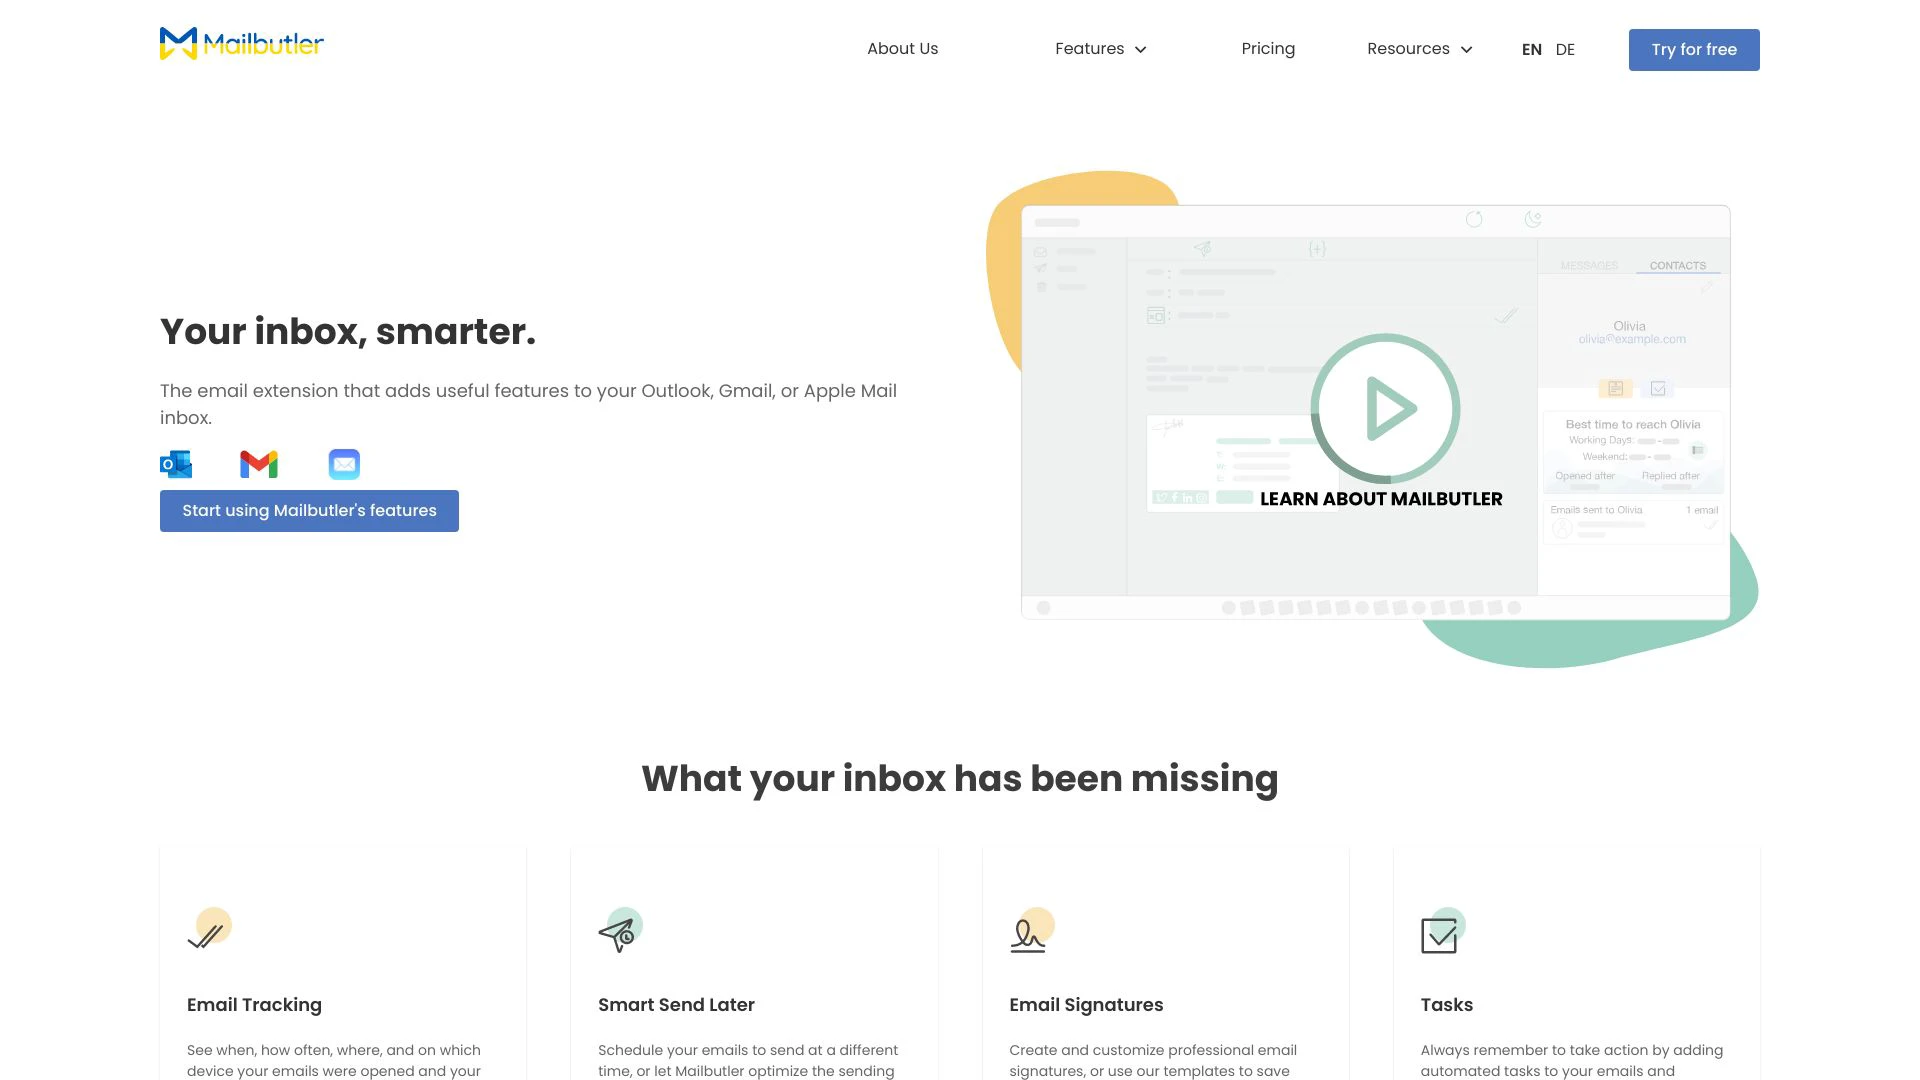 Mailbutler
About Us
Features
Pricing
Resources
EN DE
Try for free
Your inbox, smarter.
The email extension that adds useful features to your Outlook, Gmail, or Apple Mail
inbox.
Start using Mailbutler's features
MESSAGES
CONTACTS
Olivia
olivia@example.com
Best time to reach Olivia
Working Days:
Weekend:
Opened after
Replied after
Emails sent to Olivia
1 email
LEARN ABOUT MAILBUTLER
What your inbox has been missing
Email Tracking
See when, how often, where, and on which
device your emails were opened and your
Smart Send Later
Schedule your emails to send at a different
time, or let Mailbutler optimize the sending
Email Signatures
Create and customize professional email
signatures, or use our templates to save
Tasks
Always remember to take action by adding
automated tasks to your emails and